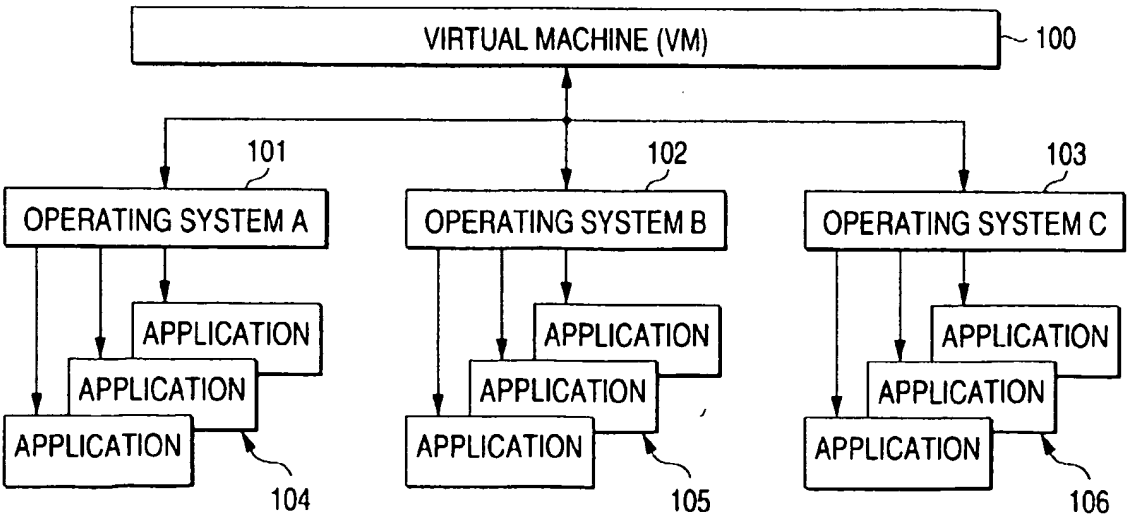 VIRTUAL MACHINE (VM)
100
101
102
103
OPERATING SYSTEM A
OPERATING SYSTEM B
OPERATING SYSTEM C
APPLICATION
APPLICATION
APPLICATION
APPLICATION
APPLICATION
APPLICATION
APPLICATION
APPLICATION
APPLICATION
104
105
106